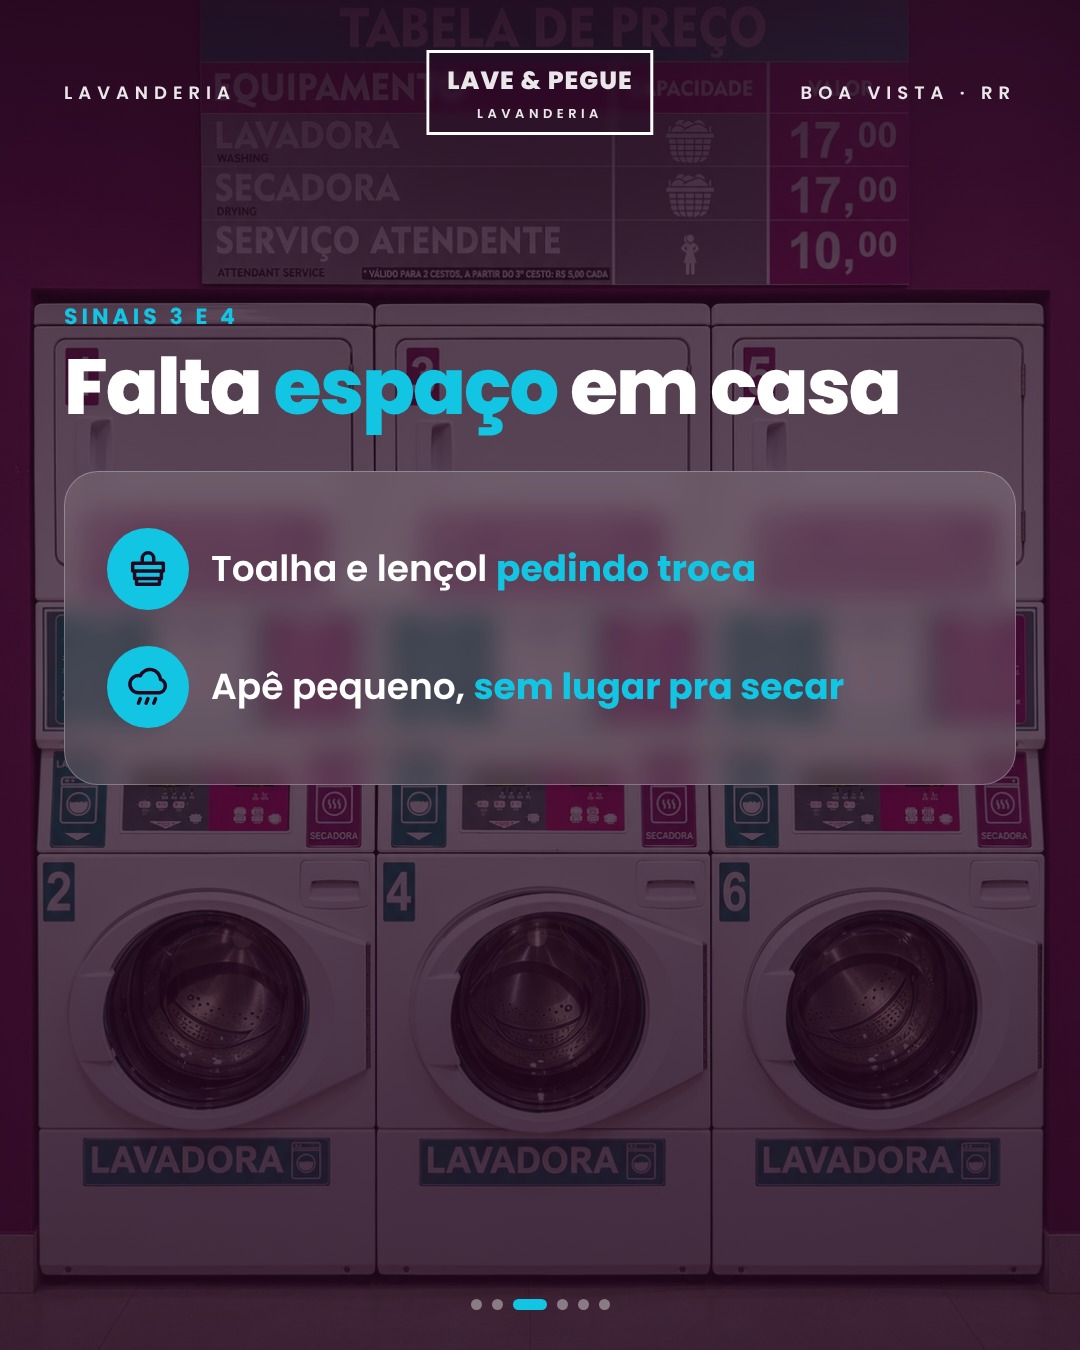 TABELA DE PREÇO
LAVANDERIA
LAVE & PEGUE
LAVANDERIA
BOA VISTA · RR
VALOR
LAVADORA
WASHING
17,00
SECADORA
DRYING
17,00
SERVIÇO ATENDENTE
10,00
ATTENDANT SERVICE
* VÁLIDO PARA 2 CESTOS, A PARTIR DO 3º CESTO: R$ 5,00 CADA
SINAIS 3 E 4
Falta espaço em casa
Toalha e lençol pedindo troca
Apê pequeno, sem lugar pra secar
SECADORA
SECADORA
SECADORA
2
4
6
LAVADORA
LAVADORA
LAVADORA